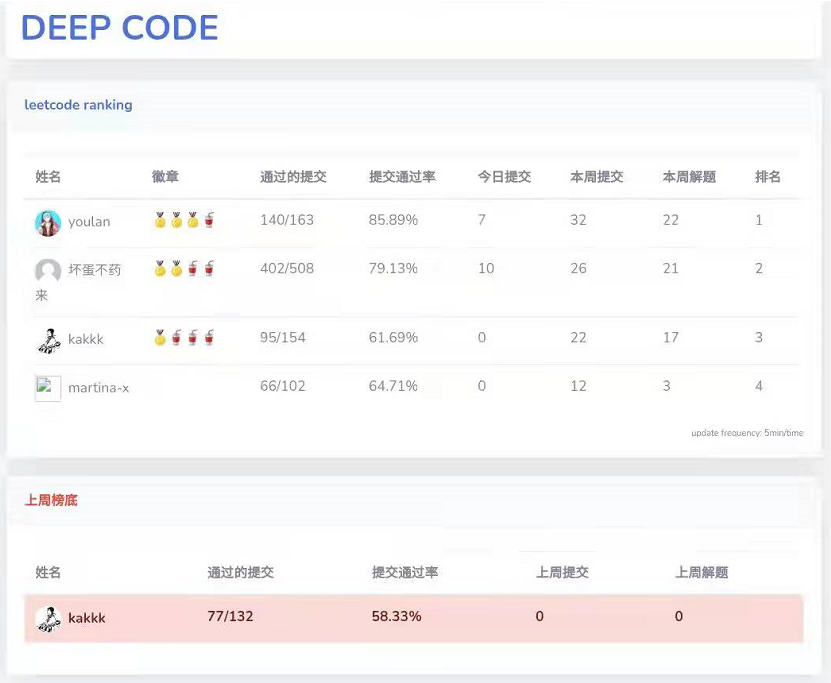 DEEP CODE
leetcode ranking
姓名 徽章 通过的提交 提交通过率 今日提交 本周提交 本周解题 排名
youlan 140/163 85.89% 7 32 22 1
坏蛋不药 402/508 79.13% 10 26 21 2
来
kakkk 95/154 61.69% 0 22 17 3
martina-x 66/102 64.71% 0 12 3 4
update frequency: 5min/time
上周榜底
姓名 通过的提交 提交通过率 上周提交 上周解题
kakkk 77/132 58.33% 0 0